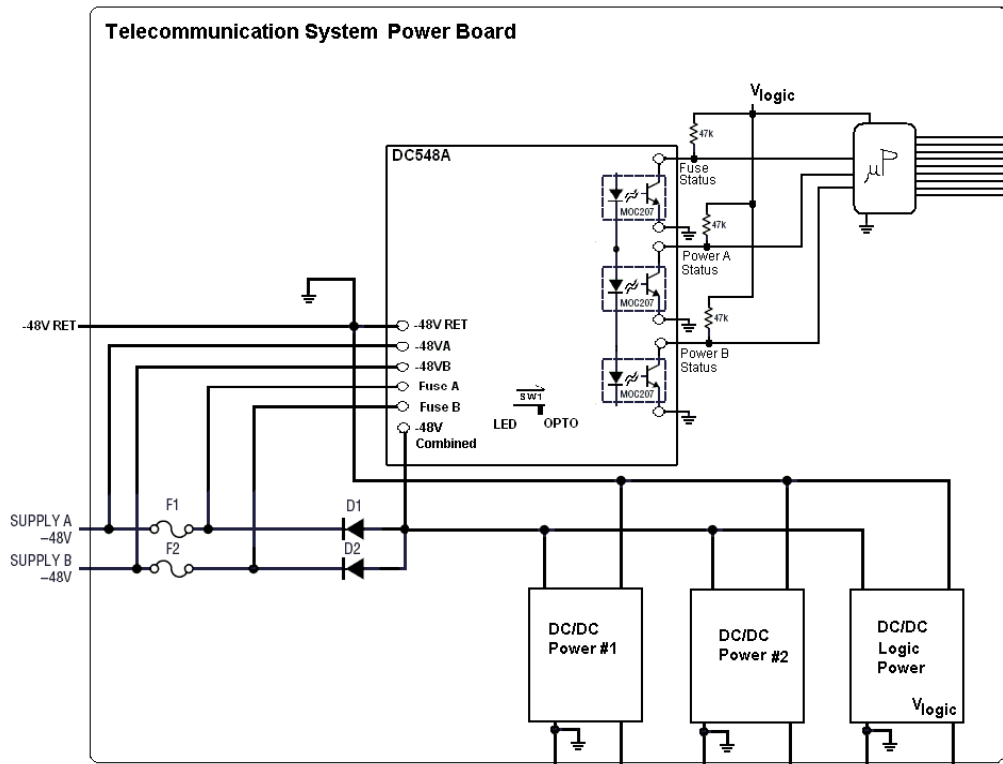 Telecommunication System Power Board
Vlogic
47k
DC548A
µP
Fuse
Status
MOC207
47k
Power A
Status
MOC207
47k
-48V RET
-48V RET
-48VA
-48VB
Fuse A
Fuse B
-48V
Combined
Power B
Status
MOC207
SW1
LED OPTO
SUPPLY A
–48V
F1
D1
SUPPLY B
–48V
F2
D2
DC/DC
Power #1
DC/DC
Power #2
DC/DC
Logic
Power
Vlogic